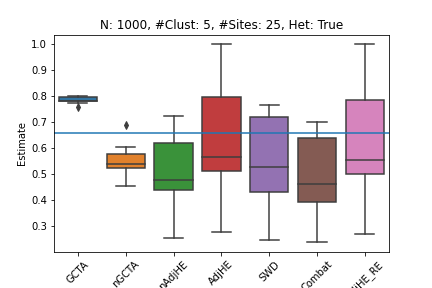 N: 1000, #Clust: 5, #Sites: 25, Het: True
Estimate
1.0
0.9
0.8
0.7
0.6
0.5
0.4
0.3
GCTA
nGCTA
nAdjHE
AdjHE
SWD
Combat